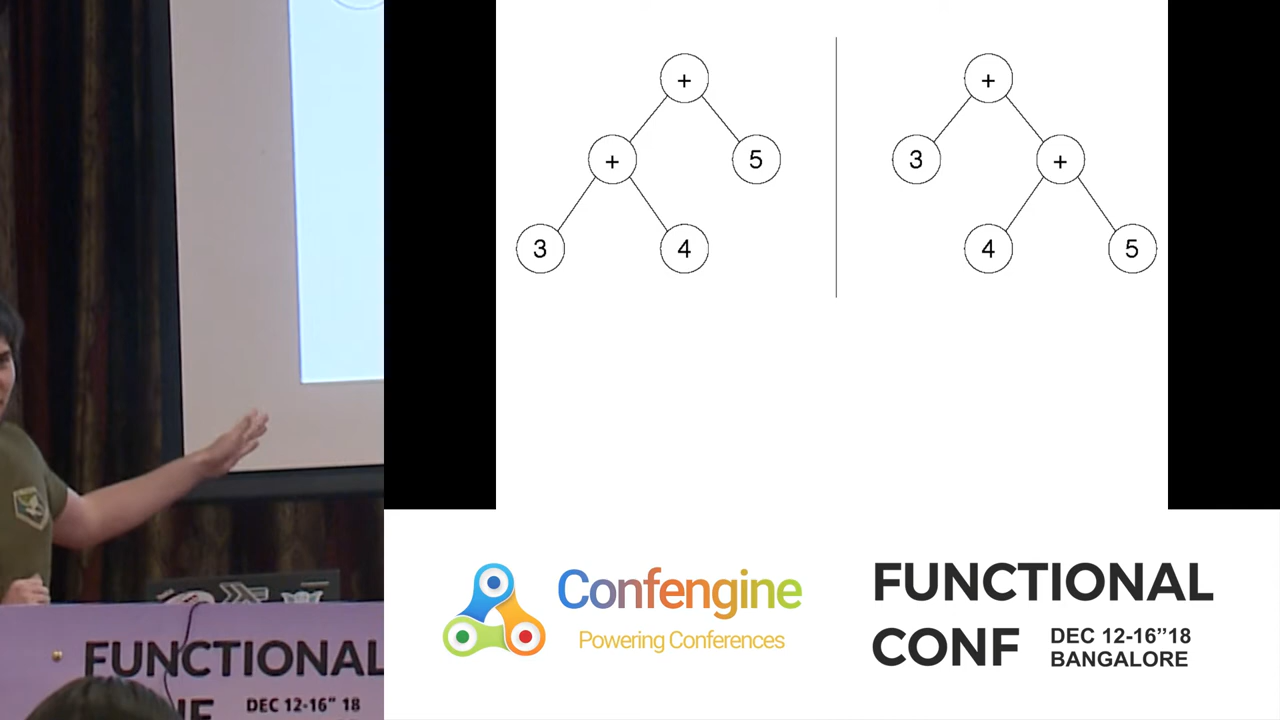 +
+
+
5
3
+
3
4
4
5
Confengine
Powering Conferences
FUNCTIONAL
CONF
DEC 12-16”18
BANGALORE
FUNCTIONAL
DEC 12-16” 18